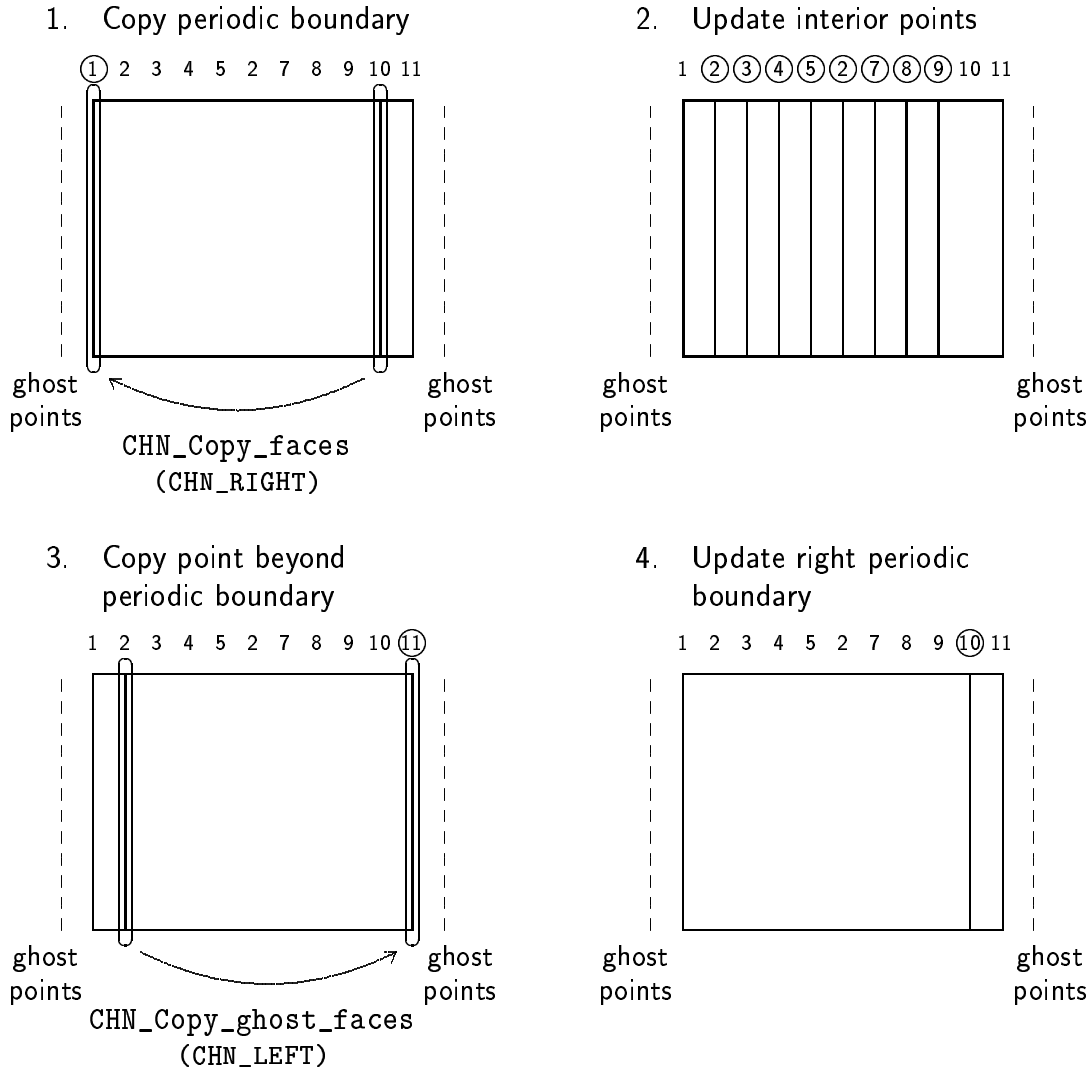 1. Copy periodic boundary
1 2 3 4 5 2 7 8 9 10 11
ghost
points
ghost
points
CHN_Copy_faces
(CHN_RIGHT)
2. Update interior points
1 2 3 4 5 2 7 8 9 10 11
ghost
points
ghost
points
3. Copy point beyond
periodic boundary
1 2 3 4 5 2 7 8 9 10 11
ghost
points
ghost
points
CHN_Copy_ghost_faces
(CHN_LEFT)
4. Update right periodic
boundary
1 2 3 4 5 2 7 8 9 10 11
ghost
points
ghost
points